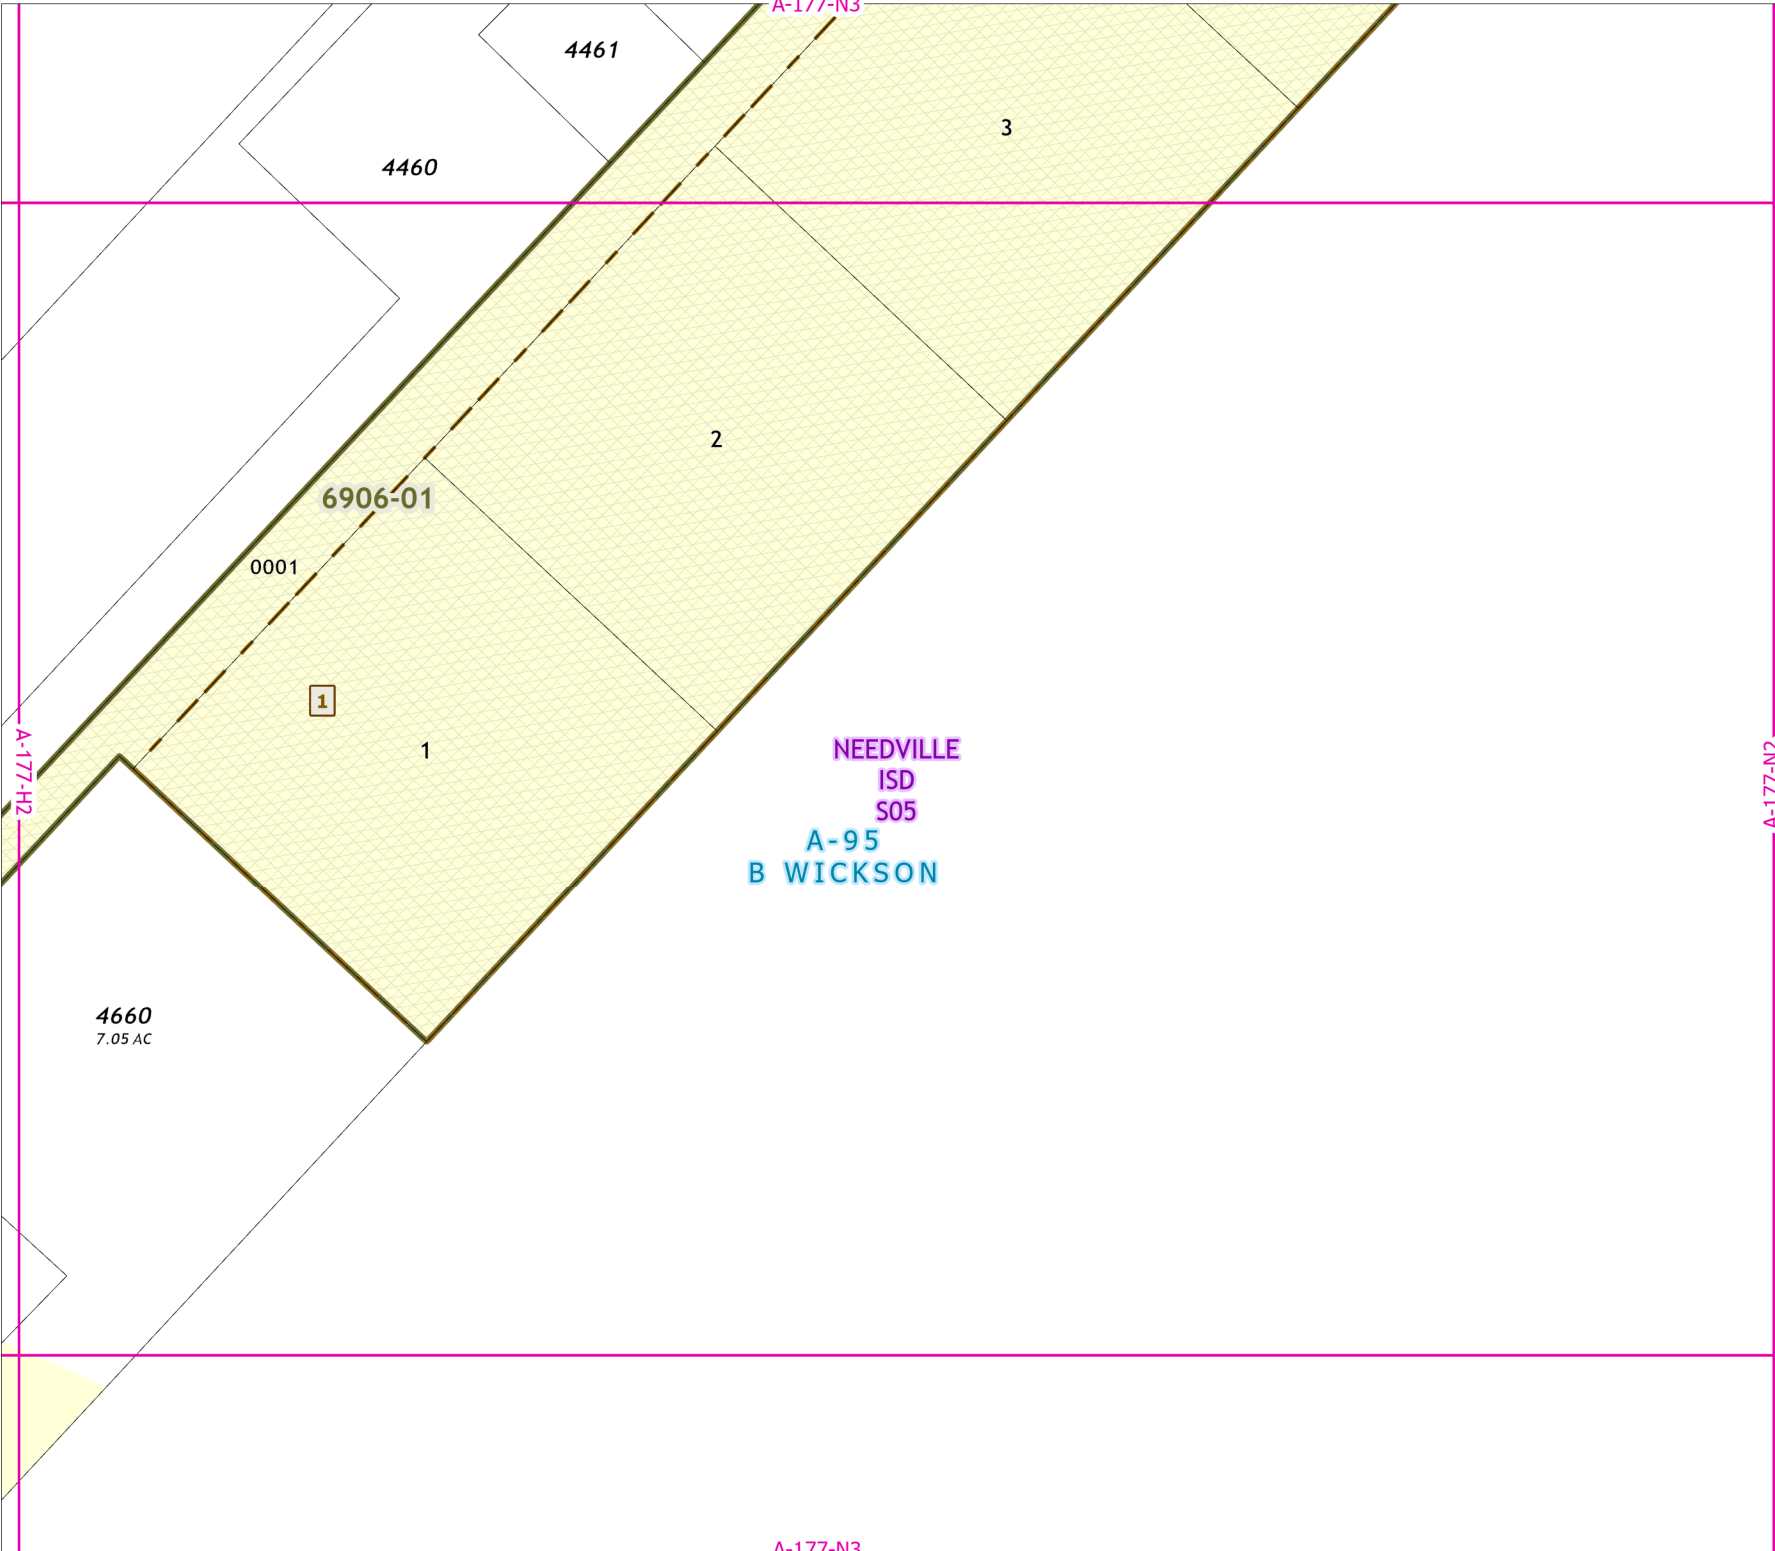 A-177-N3
4461
3
4460
2
6906-01
0001
1
1
A-177-H2
NEEDVILLE
ISD
S05
A-177-N2
A-95
B WICKSON
4660
7.05 AC
A-177-N3